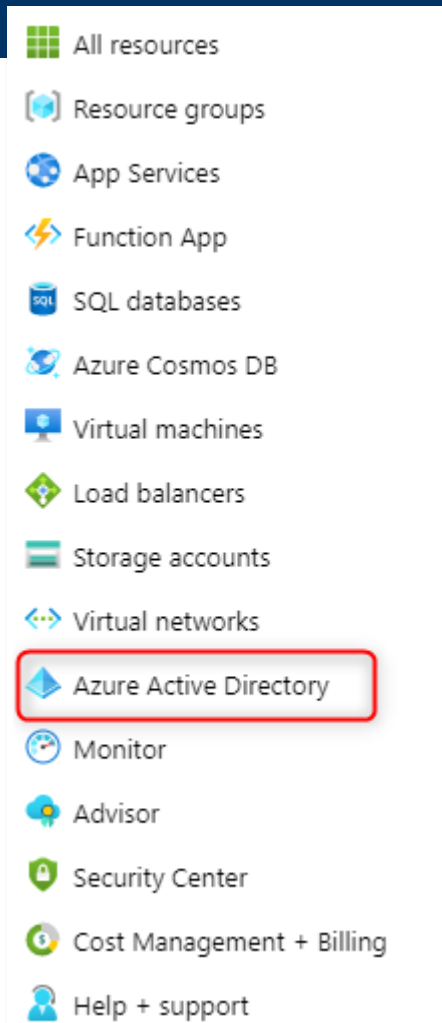 All resources
Resource groups
App Services
Function App
SQL
SQL databases
Azure Cosmos DB
Virtual machines
Load balancers
Storage accounts
Virtual networks
Azure Active Directory
Monitor
Advisor
Security Center
Cost Management + Billing
Help + support